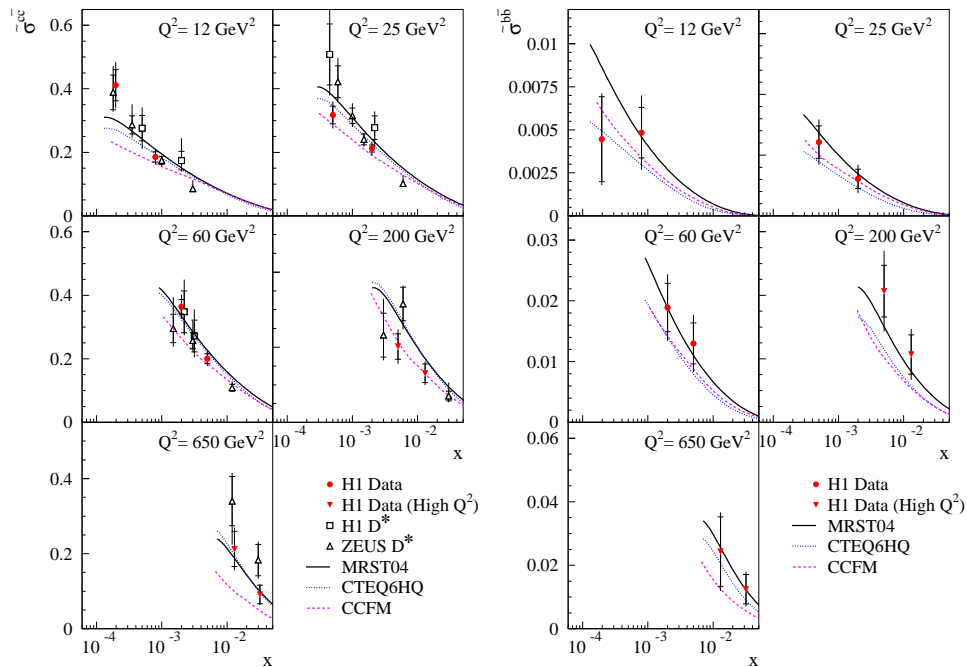 σ̃^cc̄
Q² = 12 GeV²
Q² = 25 GeV²
0.6
0.4
0.2
0
Q² = 60 GeV²
Q² = 200 GeV²
0.6
0.4
0.2
0
10⁻⁴ 10⁻³ 10⁻² x
Q² = 650 GeV²
0.4
0.2
0
10⁻⁴ 10⁻³ 10⁻² x
H1 Data
H1 Data (High Q²)
H1 D*
ZEUS D*
MRST04
CTEQ6HQ
CCFM
σ̃^bb̄
Q² = 12 GeV²
Q² = 25 GeV²
0.01
0.0075
0.005
0.0025
0
Q² = 60 GeV²
Q² = 200 GeV²
0.03
0.02
0.01
0
10⁻⁴ 10⁻³ 10⁻² x
Q² = 650 GeV²
0.06
0.04
0.02
0
10⁻⁴ 10⁻³ 10⁻² x
H1 Data
H1 Data (High Q²)
MRST04
CTEQ6HQ
CCFM